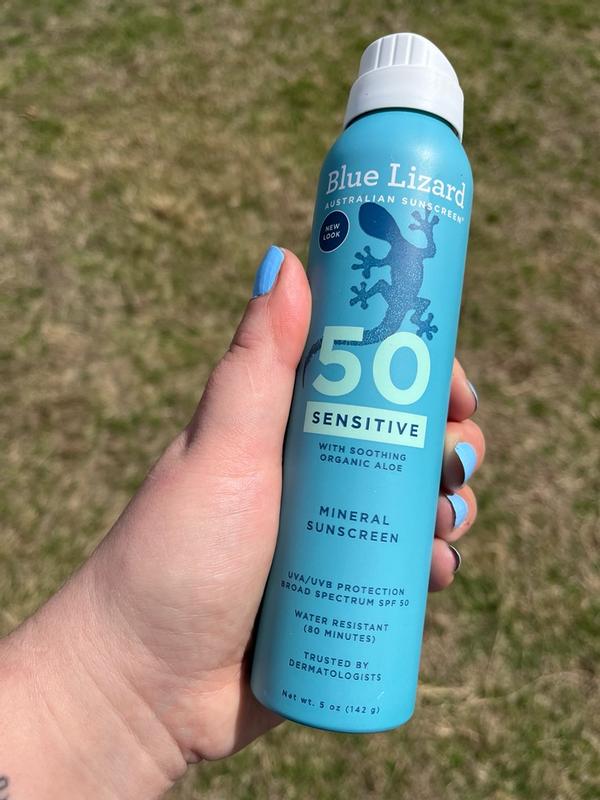 Blue Lizard
AUSTRALIAN SUNSCREEN®
NEW
LOOK
50
SENSITIVE
WITH SOOTHING
ORGANIC ALOE
MINERAL
SUNSCREEN
UVA/UVB PROTECTION
BROAD SPECTRUM SPF 50
WATER RESISTANT
(80 MINUTES)
TRUSTED BY
DERMATOLOGISTS
Net wt. 5 oz (142 g)